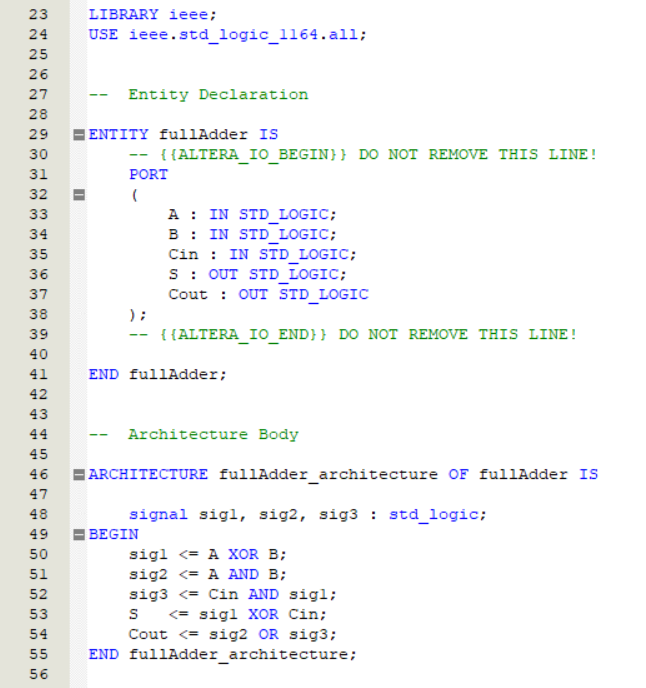 23 LIBRARY ieee;
24 USE ieee.std_logic_1164.all;
25
26
27 -- Entity Declaration
28
29 ENTITY fullAdder IS
30 -- {{ALTERA_IO_BEGIN}} DO NOT REMOVE THIS LINE!
31 PORT
32 (
33 A : IN STD_LOGIC;
34 B : IN STD_LOGIC;
35 Cin : IN STD_LOGIC;
36 S : OUT STD_LOGIC;
37 Cout : OUT STD_LOGIC
38 );
39 -- {{ALTERA_IO_END}} DO NOT REMOVE THIS LINE!
40
41 END fullAdder;
42
43
44 -- Architecture Body
45
46 ARCHITECTURE fullAdder_architecture OF fullAdder IS
47
48 signal sig1, sig2, sig3 : std_logic;
49 BEGIN
50 sig1 <= A XOR B;
51 sig2 <= A AND B;
52 sig3 <= Cin AND sig1;
53 S <= sig1 XOR Cin;
54 Cout <= sig2 OR sig3;
55 END fullAdder_architecture;
56